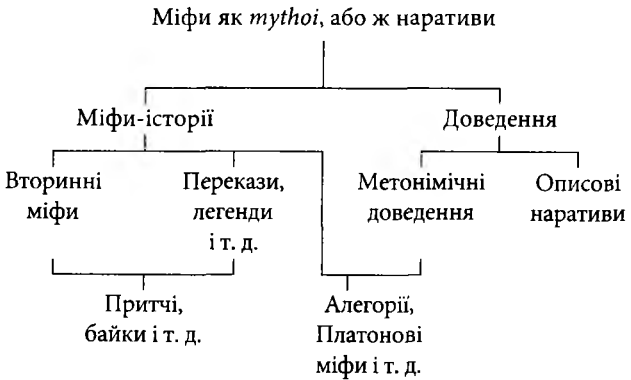 Міфи як mythoi, або ж наративи
Міфи-історії
Доведення
Вторинні
міфи
Перекази,
легенди
і т. д.
Метонімічні
доведення
Описові
наративи
Притчі,
байки і т. д.
Алегорії,
Платонові
міфи і т. д.